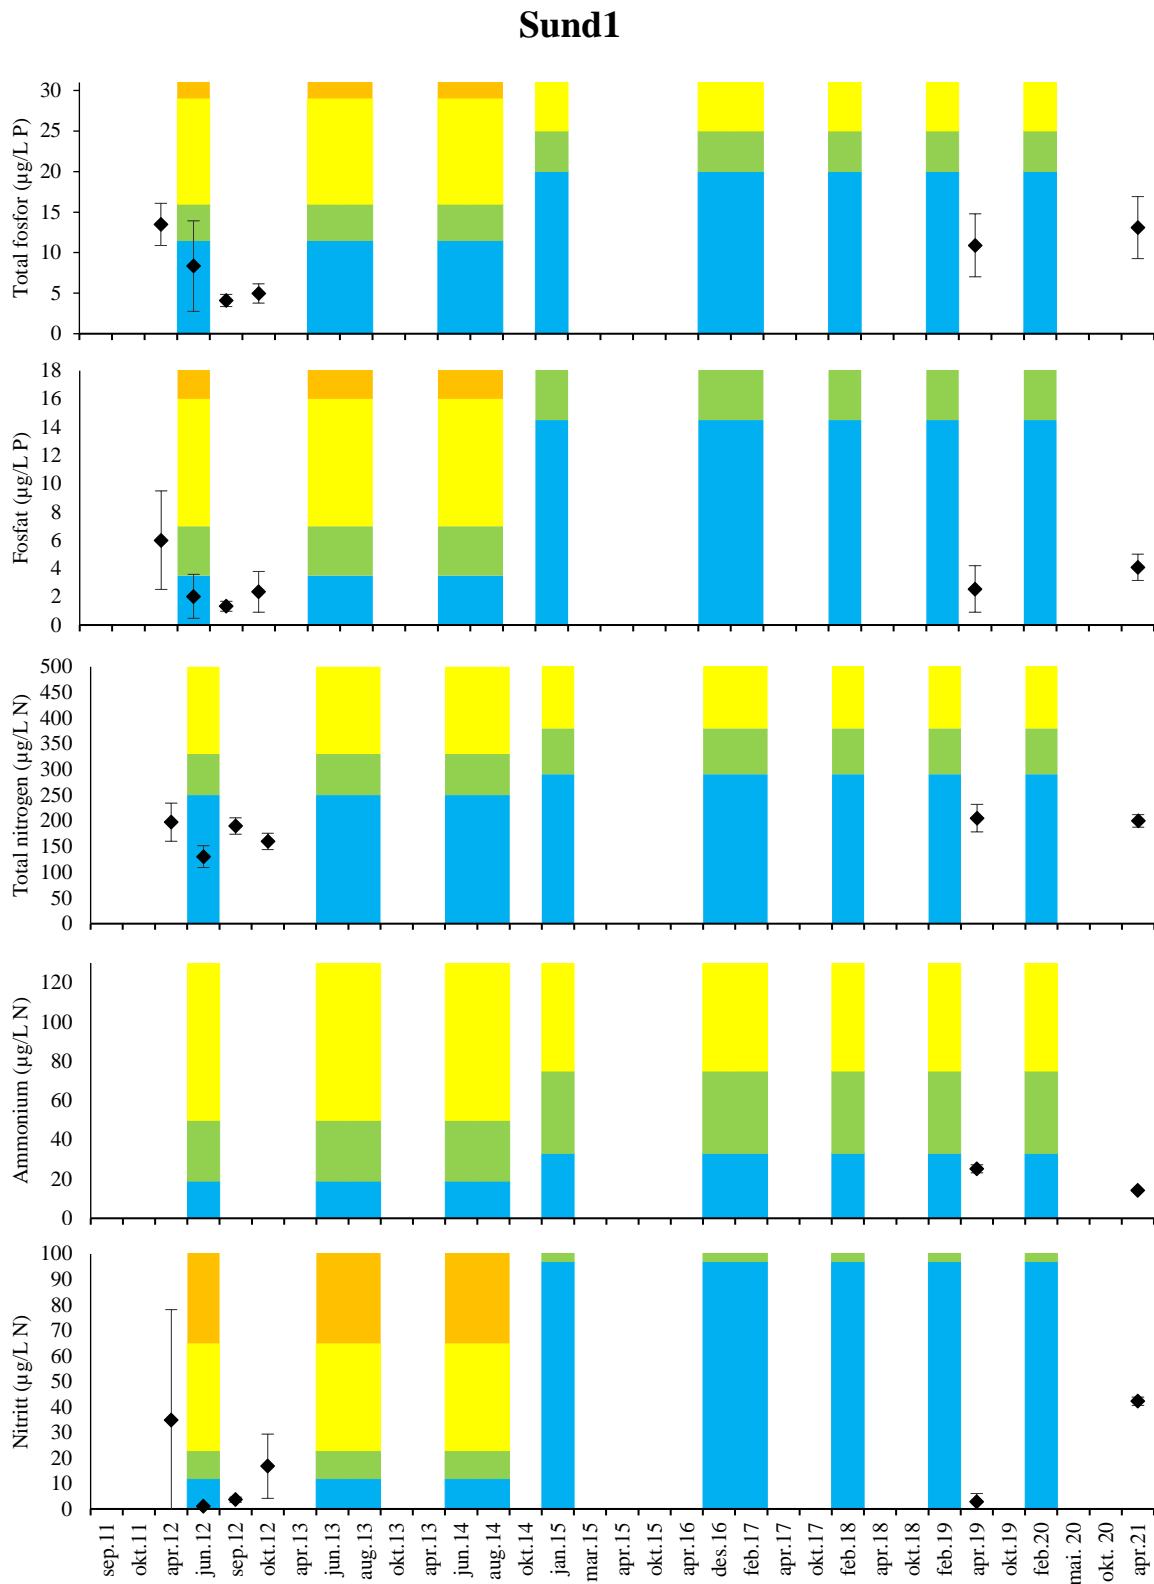 Sund1
Total fosfor (µg/L P)
30
25
20
15
10
5
0
Fosfat (µg/L P)
18
16
14
12
10
8
6
4
2
0
Total nitrogen (µg/L N)
500
450
400
350
300
250
200
150
100
50
0
Ammonium (µg/L N)
120
100
80
60
40
20
0
Nitritt (µg/L N)
100
90
80
70
60
50
40
30
20
10
0
sep.11
okt.11
apr.12
jun.12
sep.12
okt.12
apr.13
jun.13
aug.13
okt.13
apr.13
jun.14
aug.14
okt.14
jan.15
mar.15
apr.15
okt.15
apr.16
des.16
feb.17
apr.17
okt.17
feb.18
apr.18
okt.18
feb.19
apr.19
okt.19
feb.20
mai. 20
okt. 20
apr.21